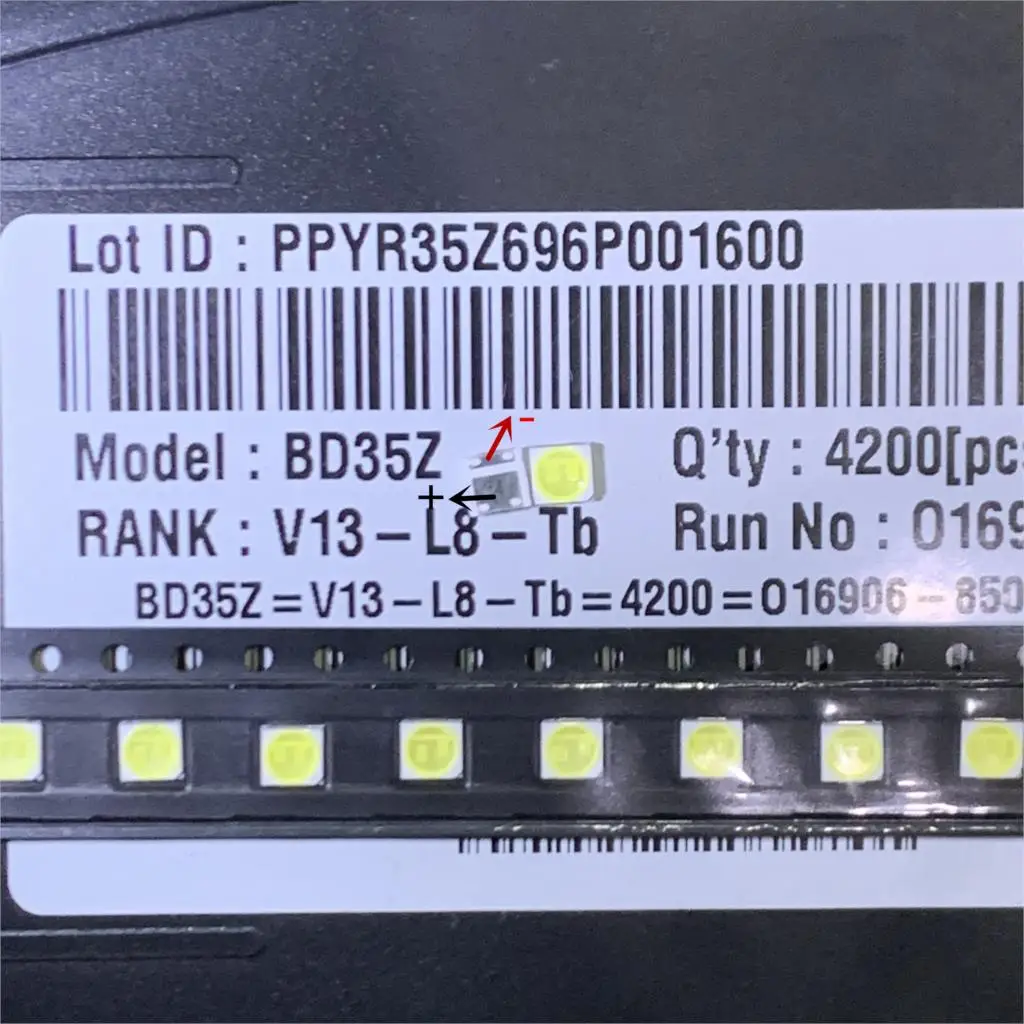 Lot ID : PPYR35Z696P001600
-
Model : BD35Z Q'ty : 4200[pc
+
RANK : V13-L8-Tb Run No : O169
BD35Z=V13-L8-Tb=4200=O16906-850